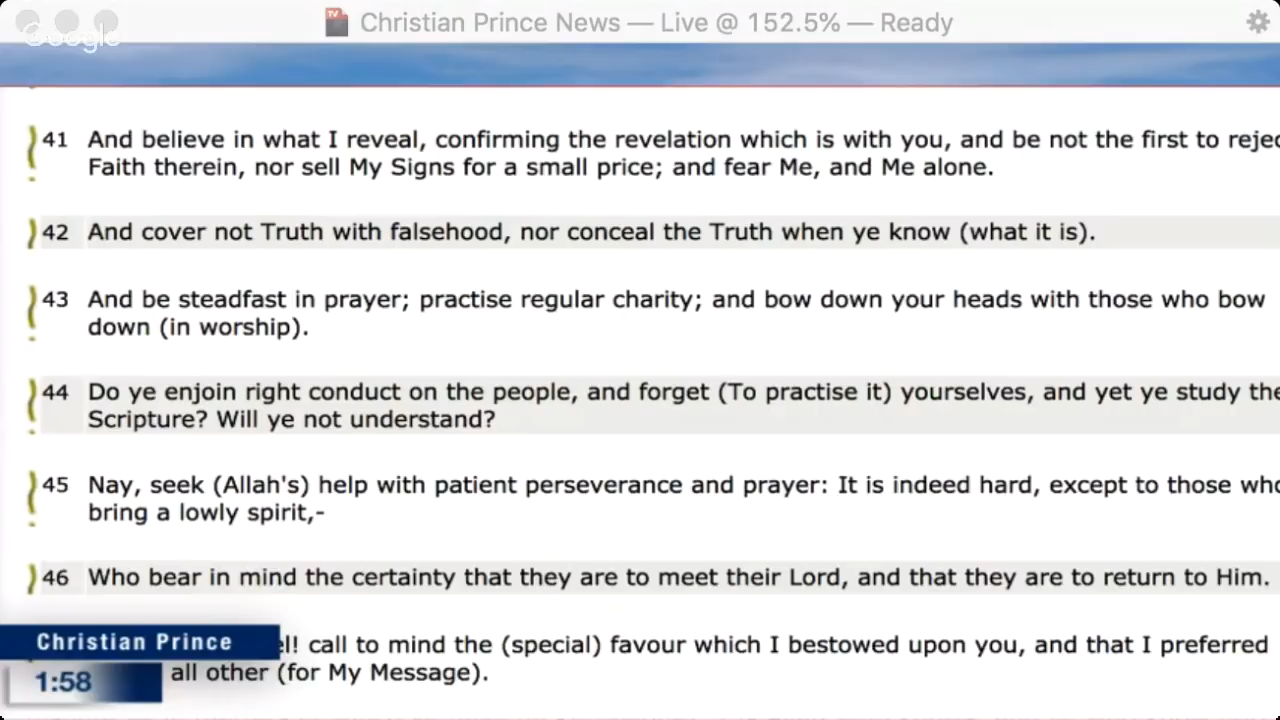 Christian Prince News — Live @ 152.5% — Ready
Google
41 And believe in what I reveal, confirming the revelation which is with you, and be not the first to rejec
Faith therein, nor sell My Signs for a small price; and fear Me, and Me alone.
42 And cover not Truth with falsehood, nor conceal the Truth when ye know (what it is).
43 And be steadfast in prayer; practise regular charity; and bow down your heads with those who bow
down (in worship).
44 Do ye enjoin right conduct on the people, and forget (To practise it) yourselves, and yet ye study the
Scripture? Will ye not understand?
45 Nay, seek (Allah's) help with patient perseverance and prayer: It is indeed hard, except to those who
bring a lowly spirit,-
46 Who bear in mind the certainty that they are to meet their Lord, and that they are to return to Him.
Christian Prince
el! call to mind the (special) favour which I bestowed upon you, and that I preferred
1:58
all other (for My Message).